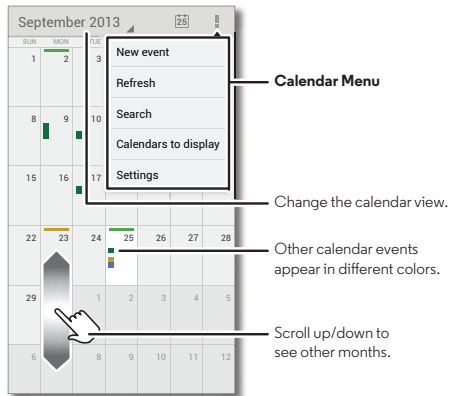 September 2013 25
SUN MON TUE
1 2 3
8 9 10
15 16 17
22 23 24 25 26 27 28
29 1 2 3 4 5
6 8 9 10 11 12
New event
Refresh
Search
Calendars to display
Settings
Calendar Menu
Change the calendar view.
Other calendar events
appear in different colors.
Scroll up/down to
see other months.